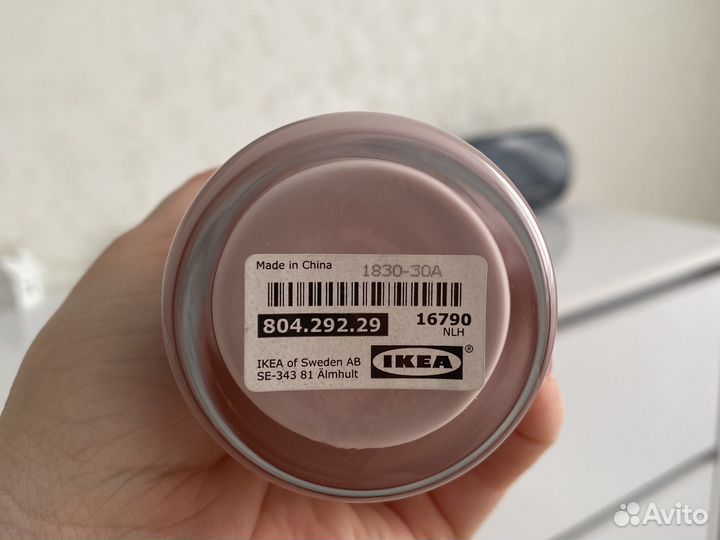 Made in China
1830-30A
804.292.29
16790
NLH
IKEA of Sweden AB
SE-343 81 Älmhult
IKEA®
Avito